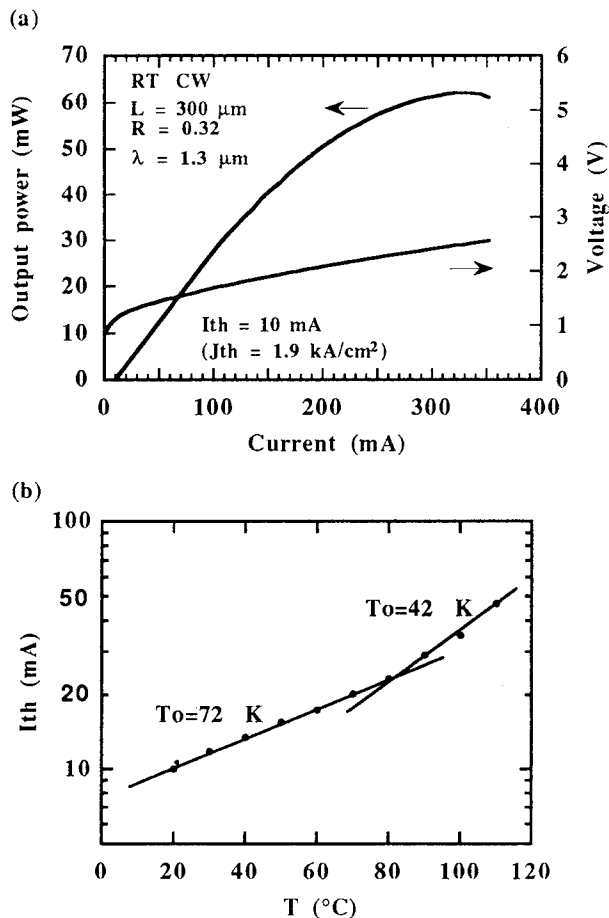 (a)
70
60
50
40
30
20
10
0
Output power (mW)
RT CW
L = 300 μm
R = 0.32
λ = 1.3 μm
Ith = 10 mA
(Jth = 1.9 kA/cm²)
6
5
4
3
2
1
0
Voltage (V)
0 100 200 300 400
Current (mA)
(b)
100
50
20
10
Ith (mA)
To=42 K
To=72 K
0 20 40 60 80 100 120
T (°C)